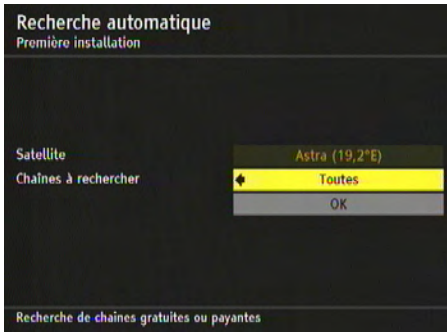 Recherche automatique
Première installation
Satellite Astra (19,2°E)
Chaînes à rechercher Toutes
OK
Recherche de chaînes gratuites ou payantes